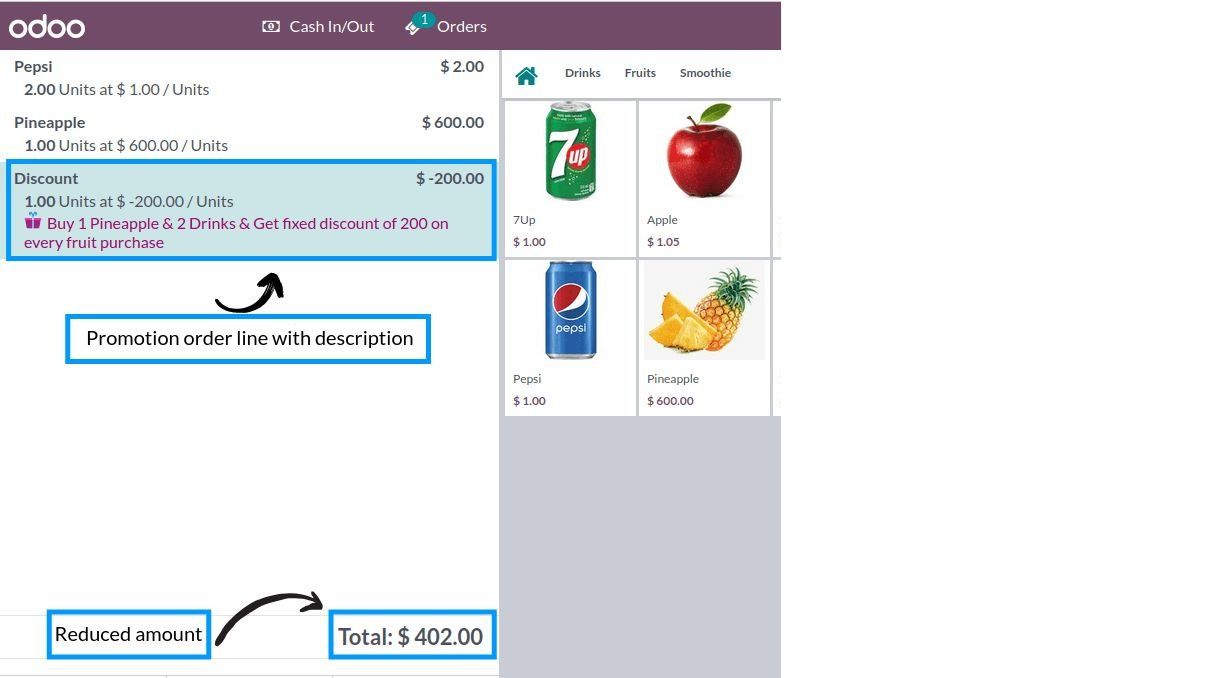 odoo
Cash In/Out
1
Orders
Pepsi $ 2.00
2.00 Units at $ 1.00 / Units
Pineapple $ 600.00
1.00 Units at $ 600.00 / Units
Discount $ -200.00
1.00 Units at $ -200.00 / Units
Buy 1 Pineapple & 2 Drinks & Get fixed discount of 200 on
every fruit purchase
Promotion order line with description
Reduced amount
Total: $ 402.00
Drinks Fruits Smoothie
7up
7Up
$ 1.00
Apple
$ 1.05
pepsi
Pepsi
$ 1.00
Pineapple
$ 600.00